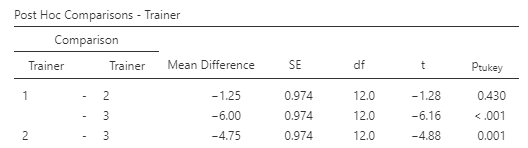 Post Hoc Comparisons - Trainer
Comparison
Trainer Trainer Mean Difference SE df t Ptukey
1 - 2 −1.25 0.974 12.0 −1.28 0.430
- 3 −6.00 0.974 12.0 −6.16 < .001
2 - 3 −4.75 0.974 12.0 −4.88 0.001